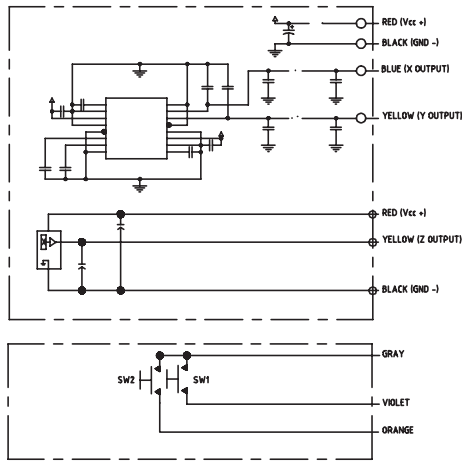 RED (Vcc +)
BLACK (GND -)
BLUE (X OUTPUT)
YELLOW (Y OUTPUT)
RED (Vcc +)
YELLOW (Z OUTPUT)
BLACK (GND -)
GRAY
SW2 SW1
VIOLET
ORANGE